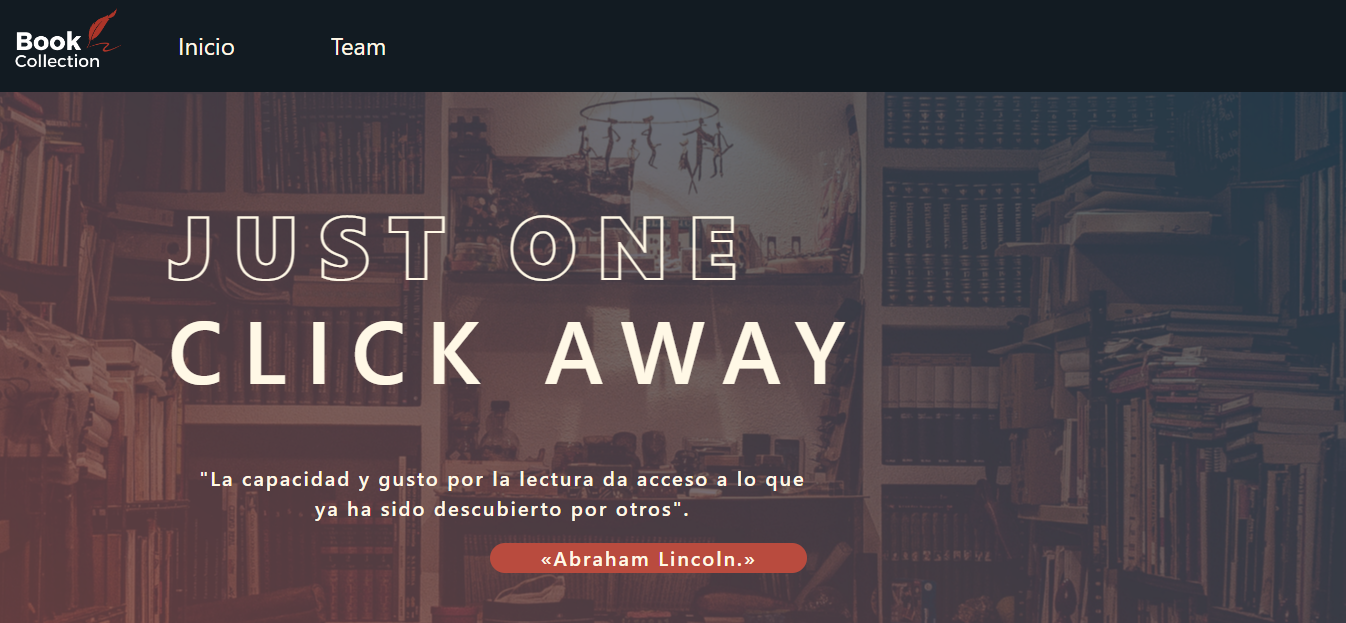 Book
Collection
Inicio
Team
JUST ONE
CLICK AWAY
"La capacidad y gusto por la lectura da acceso a lo que
ya ha sido descubierto por otros".
«Abraham Lincoln.»